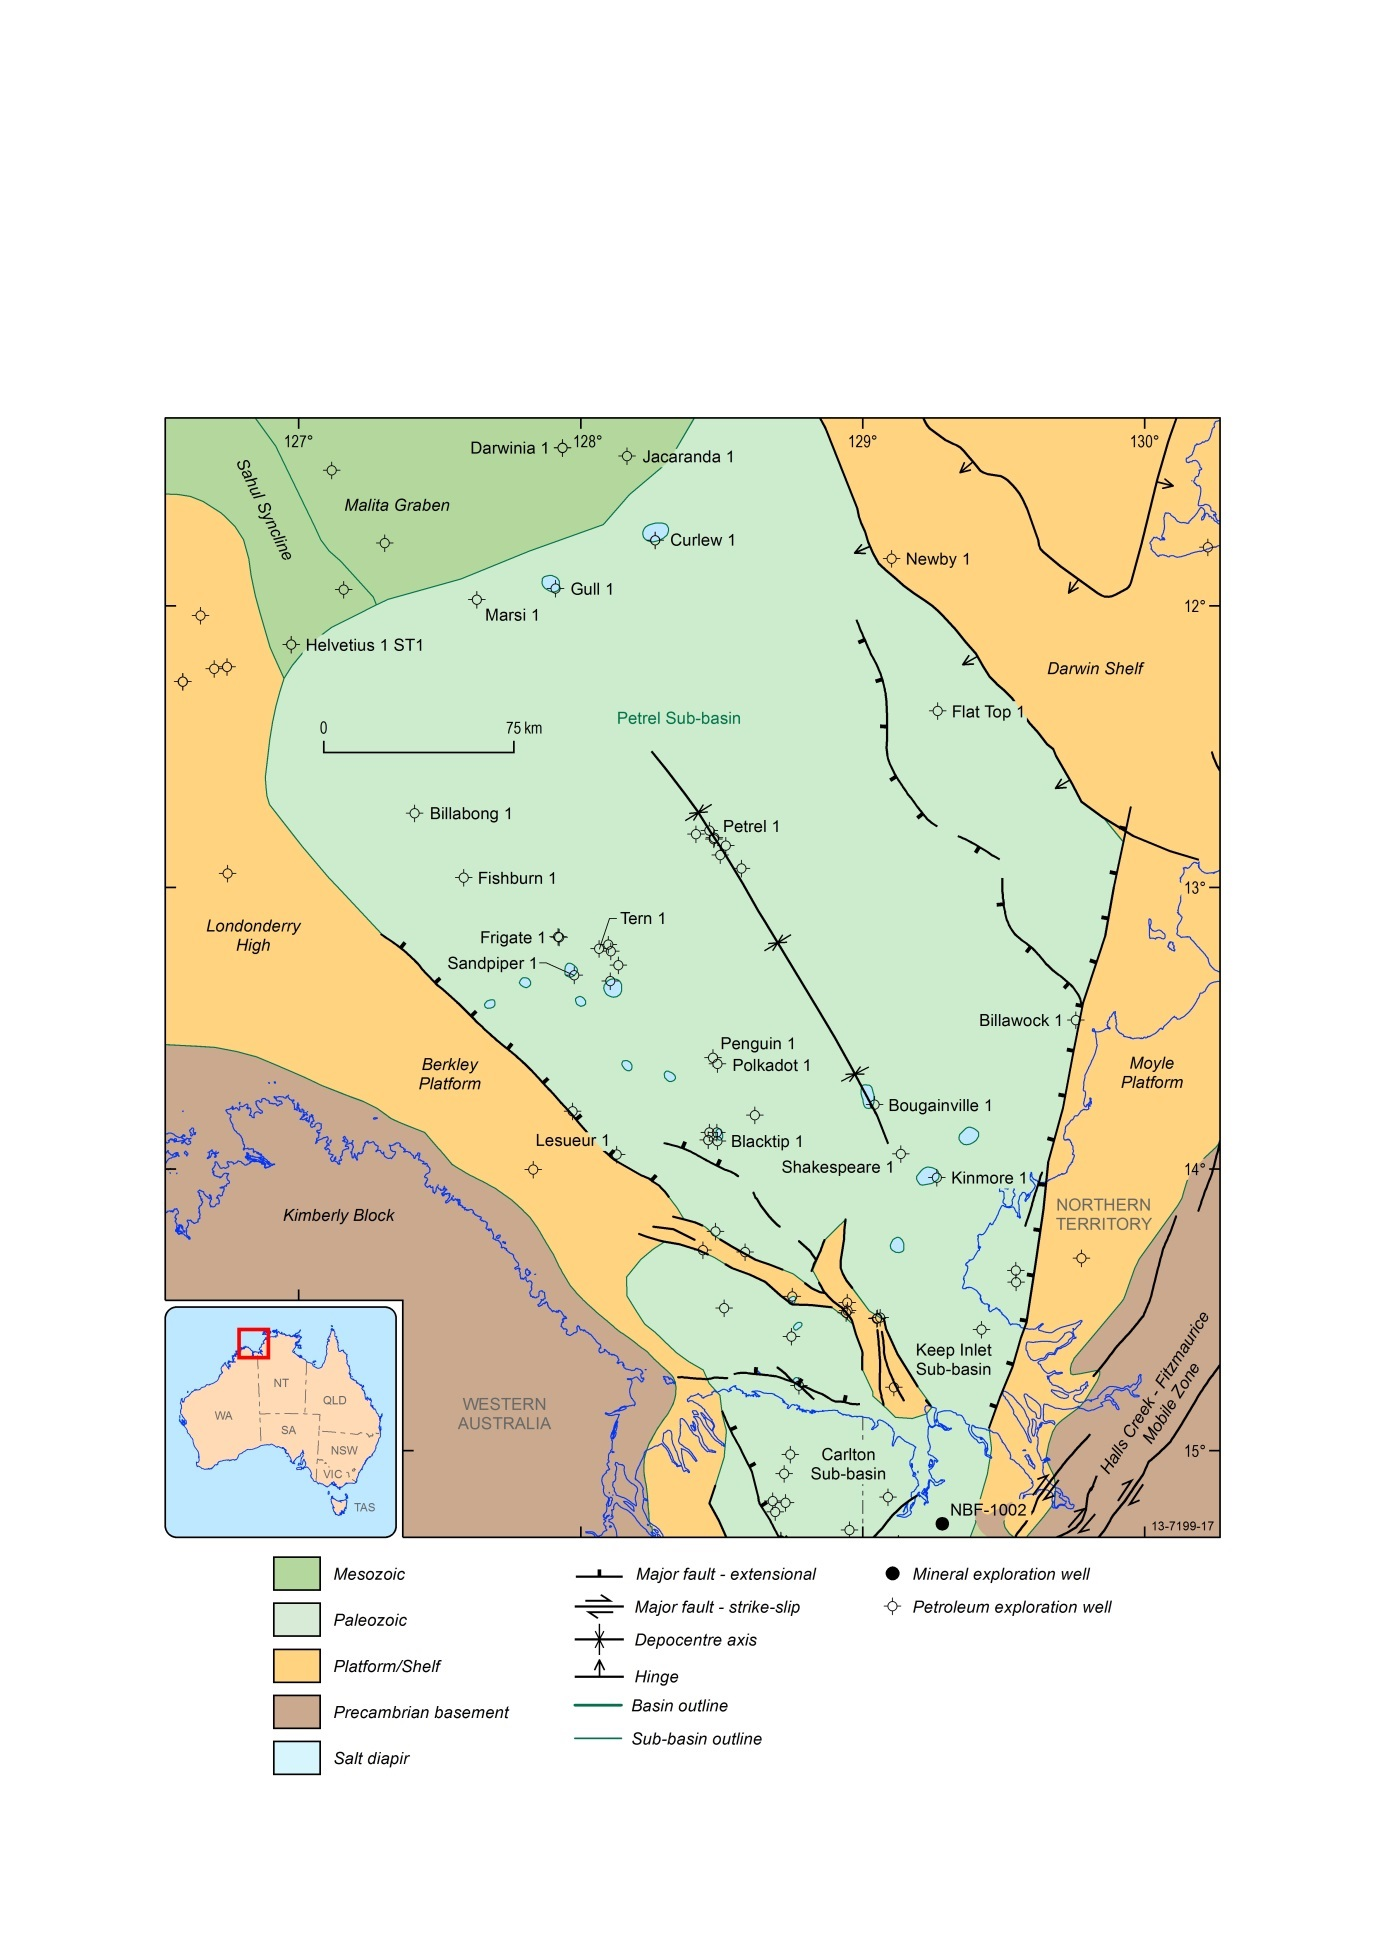 127°
128°
129°
130°
Darwinia 1
Jacaranda 1
Sahul Syncline
Malita Graben
Curlew 1
Newby 1
Gull 1
Marsi 1
12°
Helvetius 1 ST1
Darwin Shelf
0
75 km
Petrel Sub-basin
Flat Top 1
Billabong 1
Petrel 1
Fishburn 1
13°
Londonderry
High
Tern 1
Frigate 1
Sandpiper 1
Billawock 1
Penguin 1
Polkadot 1
Berkley
Platform
Moyle
Platform
Bougainville 1
Lesueur 1
Blacktip 1
Shakespeare 1
Kinmore 1
14°
Kimberly Block
NORTHERN
TERRITORY
Keep Inlet
Sub-basin
Halls Creek - Fitzmaurice
Mobile Zone
WESTERN
AUSTRALIA
Carlton
Sub-basin
15°
NBF-1002
13-7199-17
NT
QLD
WA
SA
NSW
VIC
TAS
Mesozoic
Paleozoic
Platform/Shelf
Precambrian basement
Salt diapir
Major fault - extensional
Major fault - strike-slip
Depocentre axis
Hinge
Basin outline
Sub-basin outline
Mineral exploration well
Petroleum exploration well